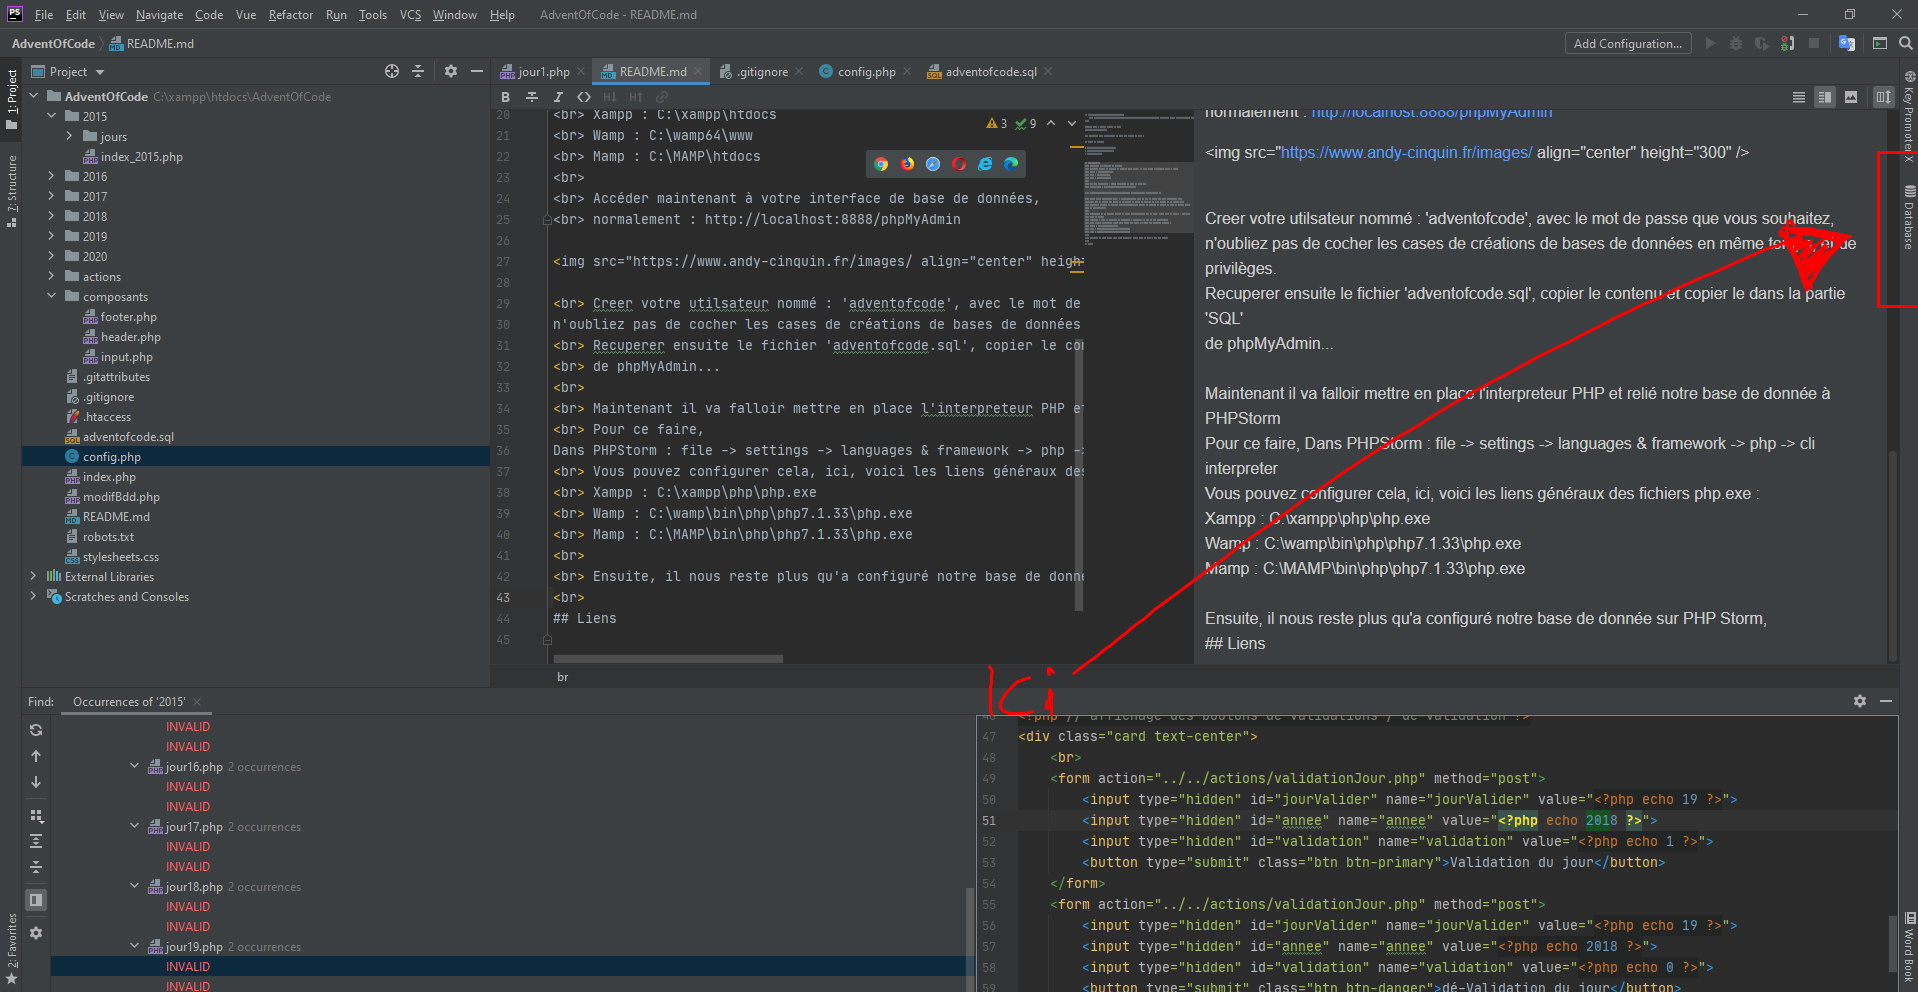 PS File Edit View Navigate Code Vue Refactor Run Tools VCS Window Help AdventOfCode - README.md
AdventOfCode README.md
Add Configuration...
1: Project
7: Structure
2: Favorites
Project
AdventOfCode C:\xampp\htdocs\AdventOfCode
2015
jours
index_2015.php
2016
2017
2018
2019
2020
actions
composants
footer.php
header.php
input.php
.gitattributes
.gitignore
.htaccess
adventofcode.sql
config.php
index.php
modifBdd.php
README.md
robots.txt
stylesheets.css
External Libraries
Scratches and Consoles
jour1.php README.md .gitignore config.php adventofcode.sql
B I H↓ H↑
3 9
20 <br> Xampp : C:\xampp\htdocs
21 <br> Wamp : C:\wamp64\www
22 <br> Mamp : C:\MAMP\htdocs
23 <br>
24 <br> Accéder maintenant à votre interface de base de données,
25 <br> normalement : http://localhost:8888/phpMyAdmin
26
27 <img src="https://www.andy-cinquin.fr/images/ align="center" heigh
28
29 <br> Creer votre utilsateur nommé : 'adventofcode', avec le mot de
30 n'oubliez pas de cocher les cases de créations de bases de données
31 <br> Recuperer ensuite le fichier 'adventofcode.sql', copier le con
32 <br> de phpMyAdmin...
33 <br>
34 <br> Maintenant il va falloir mettre en place l'interpreteur PHP et
35 <br> Pour ce faire,
36 Dans PHPStorm : file -> settings -> languages & framework -> php -
37 <br> Vous pouvez configurer cela, ici, voici les liens généraux des
38 <br> Xampp : C:\xampp\php\php.exe
39 <br> Wamp : C:\wamp\bin\php\php7.1.33\php.exe
40 <br> Mamp : C:\MAMP\bin\php\php7.1.33\php.exe
41 <br>
42 <br> Ensuite, il nous reste plus qu'a configuré notre base de donné
43 <br>
44 ## Liens
45
br
normalement : http://localhost:8888/phpMyAdmin
<img src="https://www.andy-cinquin.fr/images/ align="center" height="300" />
Creer votre utilsateur nommé : 'adventofcode', avec le mot de passe que vous souhaitez,
n'oubliez pas de cocher les cases de créations de bases de données en même de
privilèges.
Recuperer ensuite le fichier 'adventofcode.sql', copier le contenu et copier le dans la partie
'SQL'
de phpMyAdmin...
Maintenant il va falloir mettre en place l'interpreteur PHP et relié notre base de donnée à
PHPStorm
Pour ce faire, Dans PHPStorm : file -> settings -> languages & framework -> php -> cli
interpreter
Vous pouvez configurer cela, ici, voici les liens généraux des fichiers php.exe :
Xampp : C:\xampp\php\php.exe
Wamp : C:\wamp\bin\php\php7.1.33\php.exe
Mamp : C:\MAMP\bin\php\php7.1.33\php.exe
Ensuite, il nous reste plus qu'a configuré notre base de donnée sur PHP Storm,
## Liens
Key Promoter X
Database
Word Book
Ici
Find: Occurrences of '2015'
INVALID
INVALID
jour16.php 2 occurrences
INVALID
INVALID
jour17.php 2 occurrences
INVALID
INVALID
jour18.php 2 occurrences
INVALID
INVALID
jour19.php 2 occurrences
INVALID
INVALID
46 <?php // affichage des boutons de validations / de validation ?>
47 <div class="card text-center">
48 <br>
49 <form action="../../actions/validationJour.php" method="post">
50 <input type="hidden" id="jourValider" name="jourValider" value="<?php echo 19 ?>">
51 <input type="hidden" id="annee" name="annee" value="<?php echo 2018 ?>">
52 <input type="hidden" id="validation" name="validation" value="<?php echo 1 ?>">
53 <button type="submit" class="btn btn-primary">Validation du jour</button>
54 </form>
55 <form action="../../actions/validationJour.php" method="post">
56 <input type="hidden" id="jourValider" name="jourValider" value="<?php echo 19 ?>">
57 <input type="hidden" id="annee" name="annee" value="<?php echo 2018 ?>">
58 <input type="hidden" id="validation" name="validation" value="<?php echo 0 ?>">
59 <button type="submit" class="btn btn-danger">dé-Validation du jour</button>